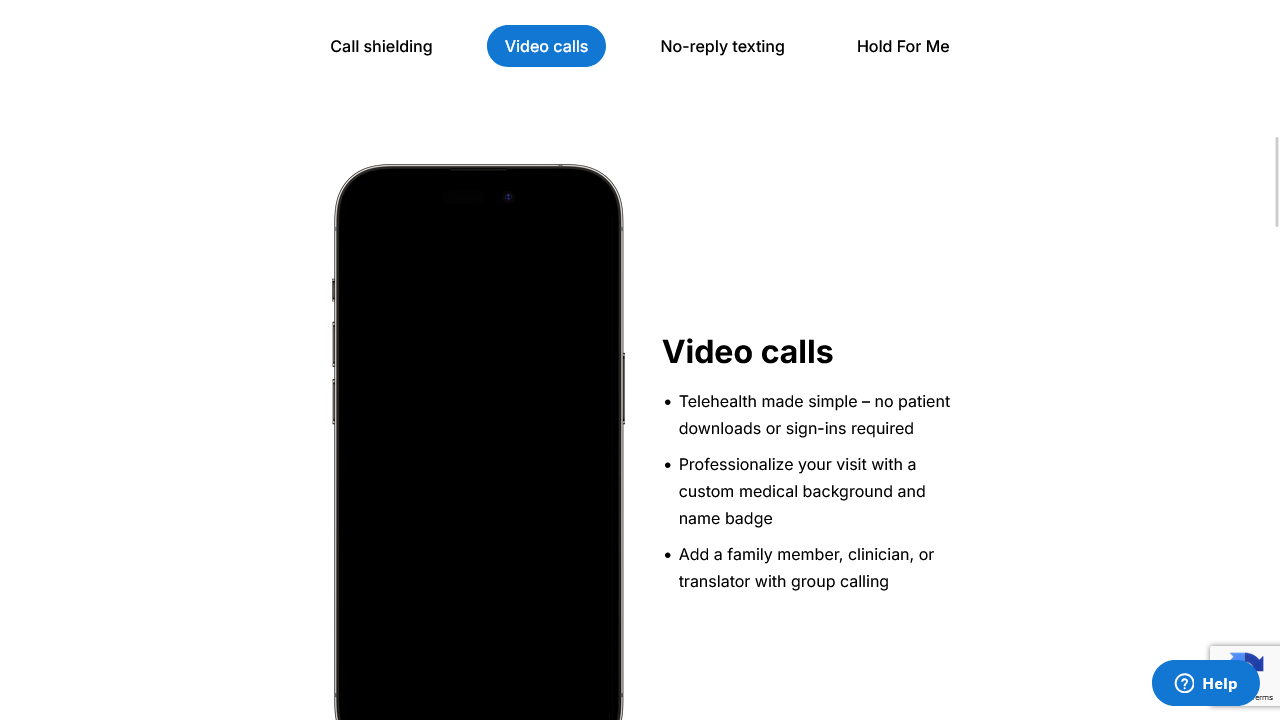 Call shielding
Video calls
No-reply texting
Hold For Me
Video calls
• Telehealth made simple – no patient
downloads or sign-ins required
• Professionalize your visit with a
custom medical background and
name badge
• Add a family member, clinician, or
translator with group calling
Help